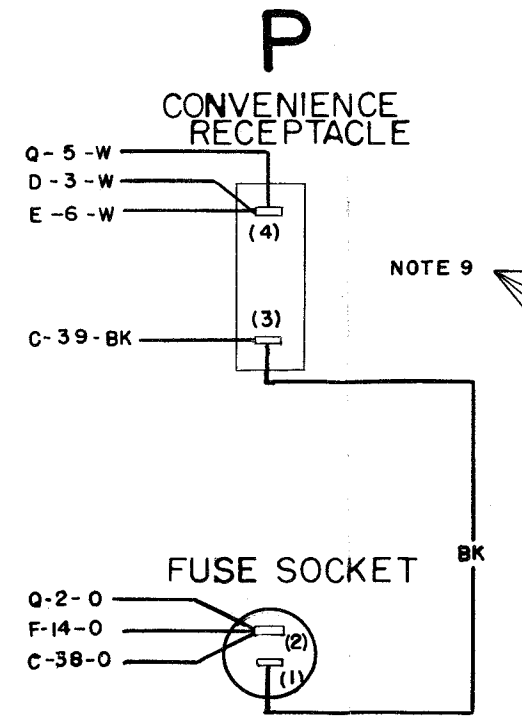 P
CONVENIENCE
RECEPTACLE
Q-5-W
D-3-W
E-6-W
(4)
NOTE 9
(3)
C-39-BK
BK
FUSE SOCKET
Q-2-O
F-14-O
C-38-O
(2)
(1)